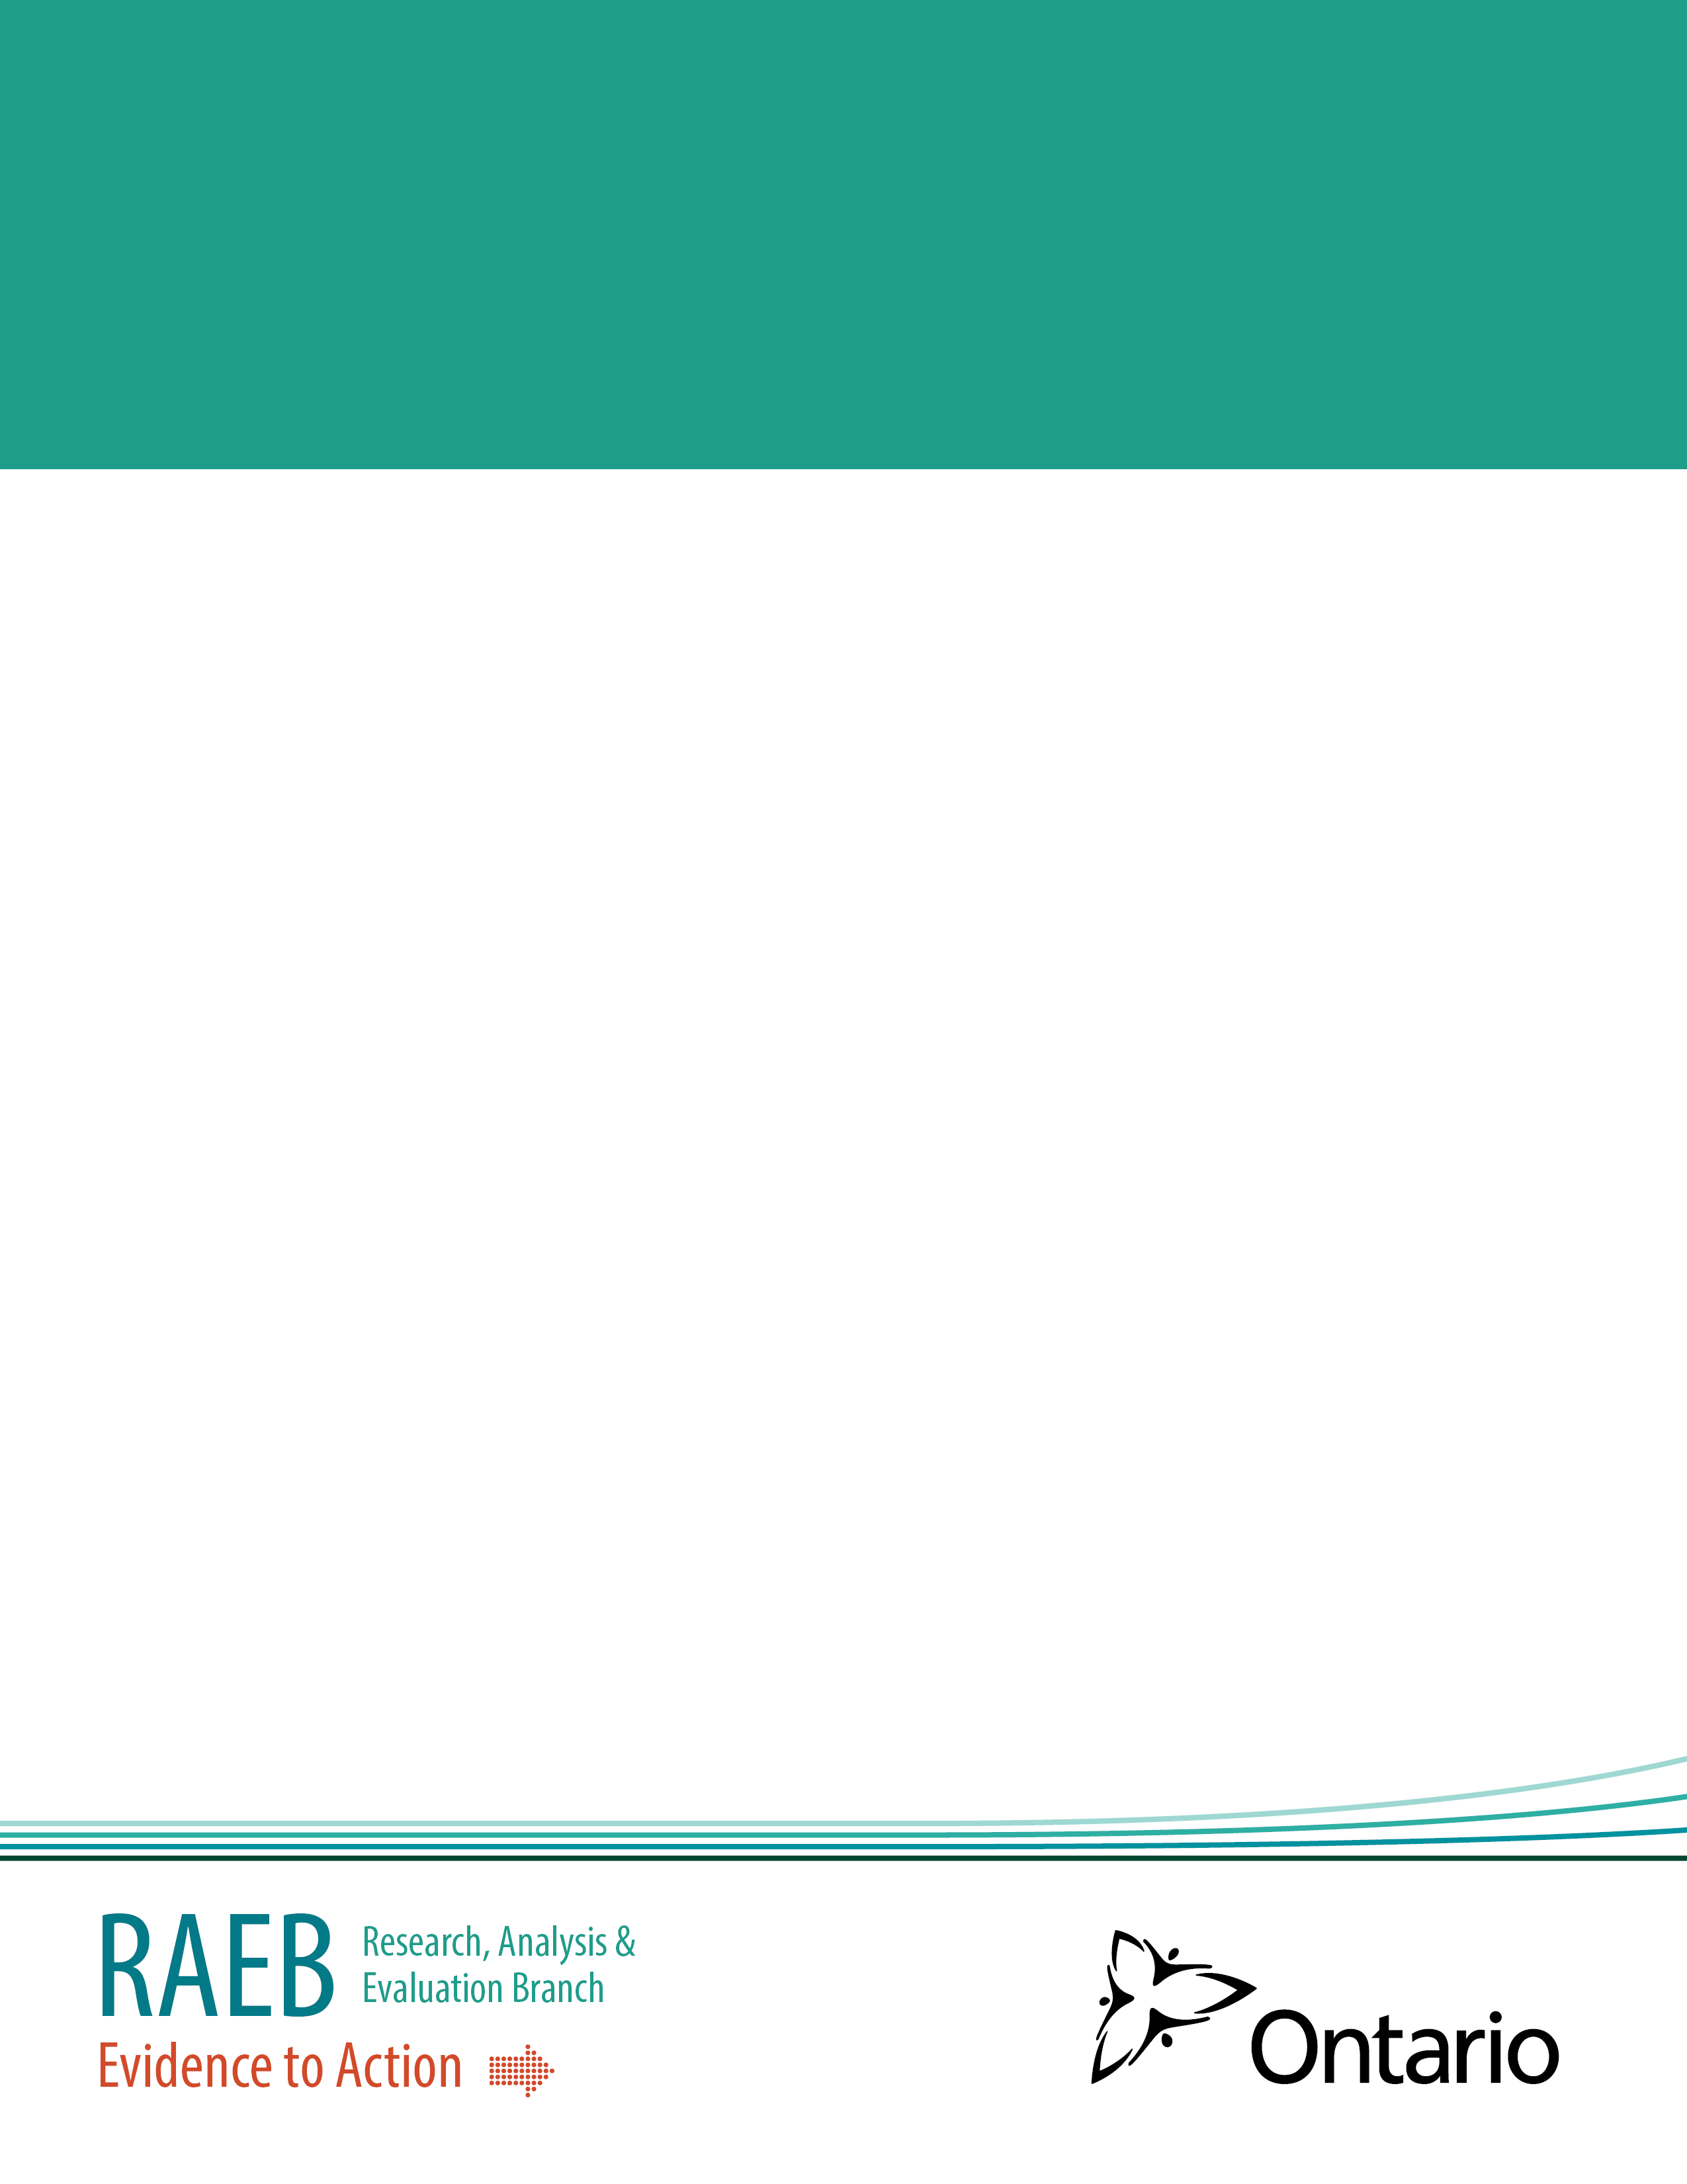 RAEB
Research, Analysis &
Evaluation Branch
Evidence to Action
Ontario